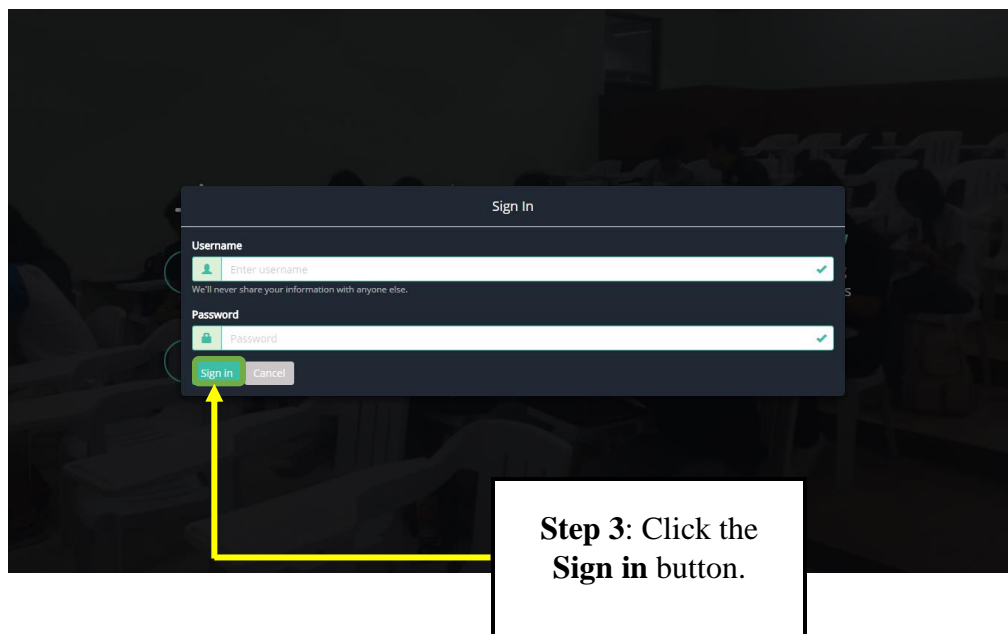 Sign In
Username
Enter username
We'll never share your information with anyone else.
Password
Password
Sign in Cancel
Step 3: Click the
Sign in button.